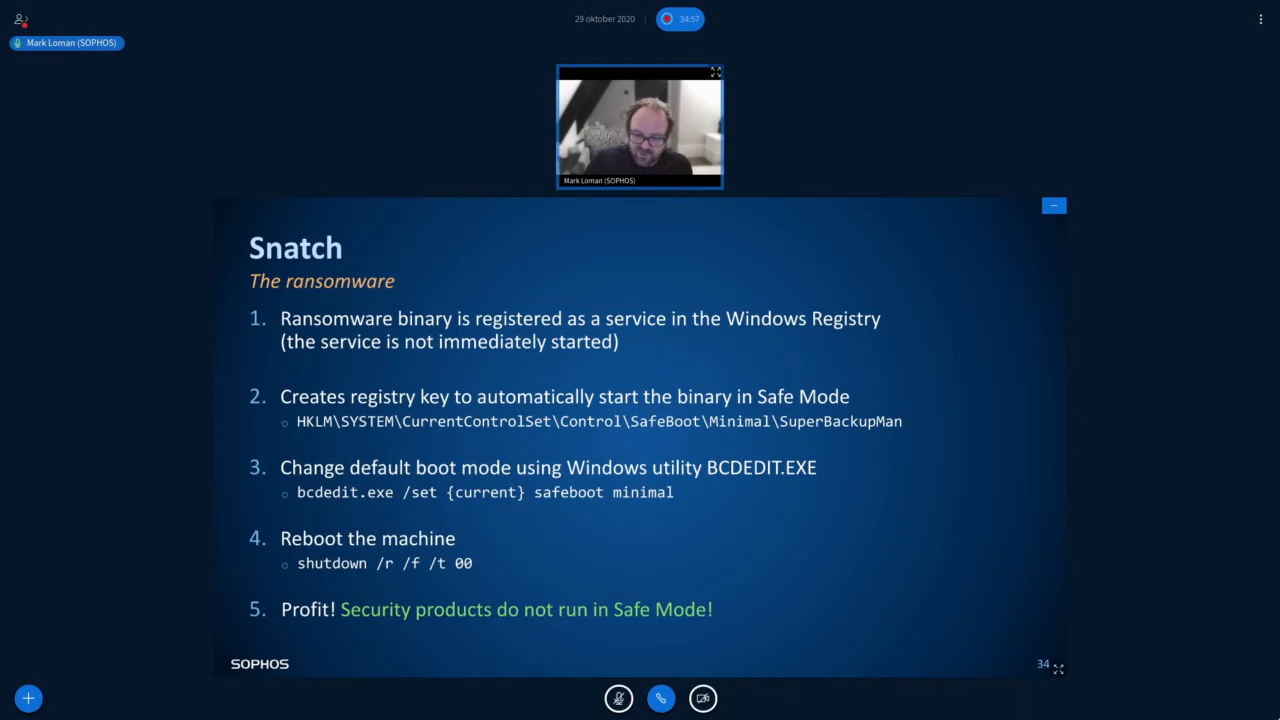 29 oktober 2020
34:57
Mark Loman (SOPHOS)
Mark Loman (SOPHOS)
Snatch
The ransomware
1. Ransomware binary is registered as a service in the Windows Registry
(the service is not immediately started)
2. Creates registry key to automatically start the binary in Safe Mode
○ HKLM\SYSTEM\CurrentControlSet\Control\SafeBoot\Minimal\SuperBackupMan
3. Change default boot mode using Windows utility BCDEDIT.EXE
○ bcdedit.exe /set {current} safeboot minimal
4. Reboot the machine
○ shutdown /r /f /t 00
5. Profit! Security products do not run in Safe Mode!
SOPHOS
34